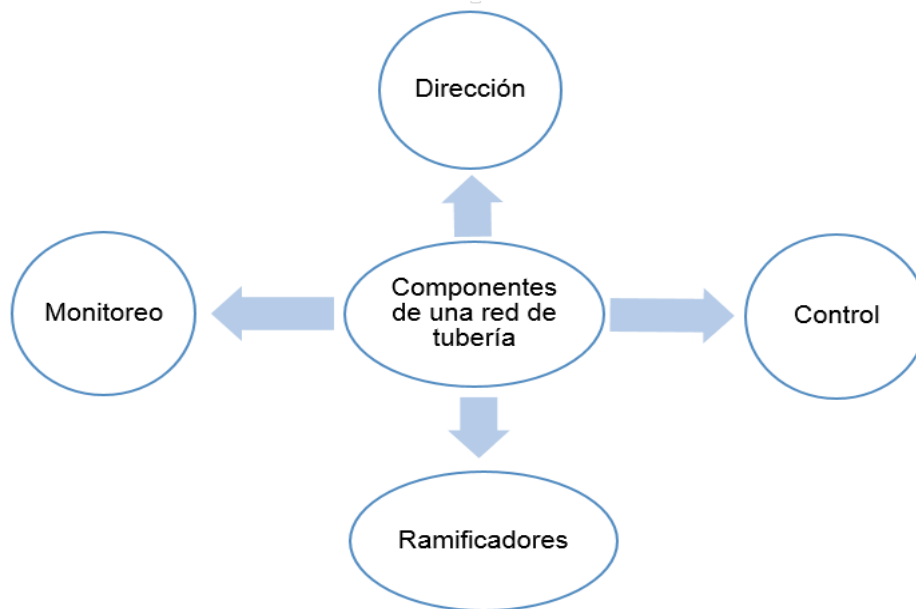 Dirección
Monitoreo
Componentes
de una red de
tubería
Control
Ramificadores